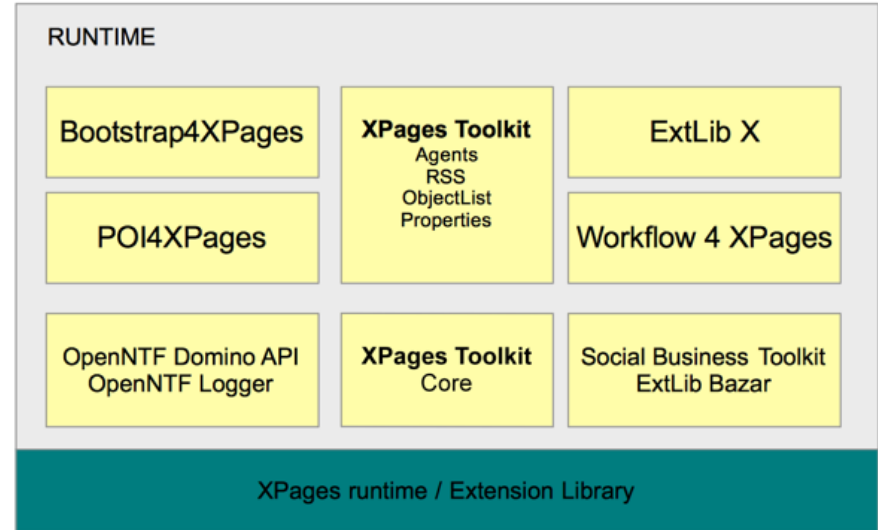 RUNTIME
Bootstrap4XPages
XPages Toolkit
Agents
RSS
ObjectList
Properties
ExtLib X
POI4XPages
Workflow 4 XPages
OpenNTF Domino API
OpenNTF Logger
XPages Toolkit
Core
Social Business Toolkit
ExtLib Bazar
XPages runtime / Extension Library